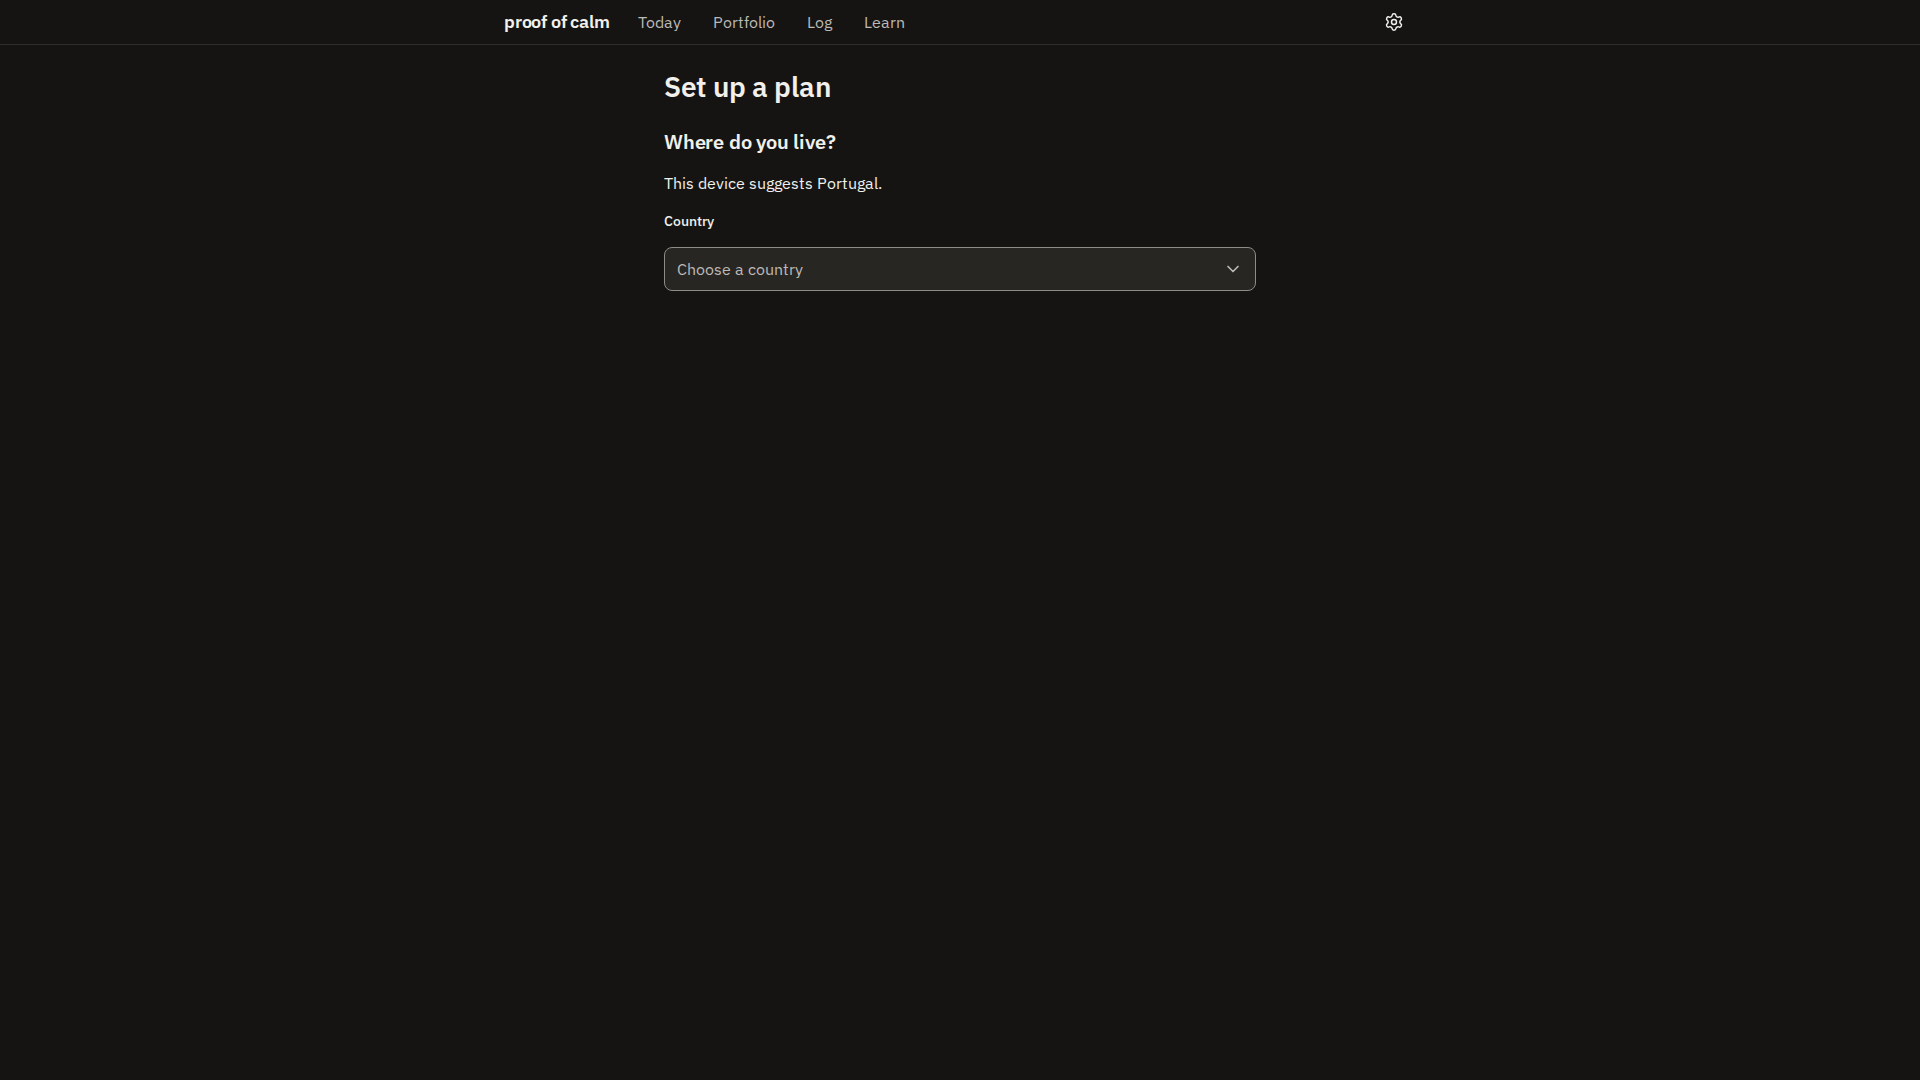 proof of calm Today Portfolio Log Learn
Set up a plan
Where do you live?
This device suggests Portugal.
Country
Choose a country